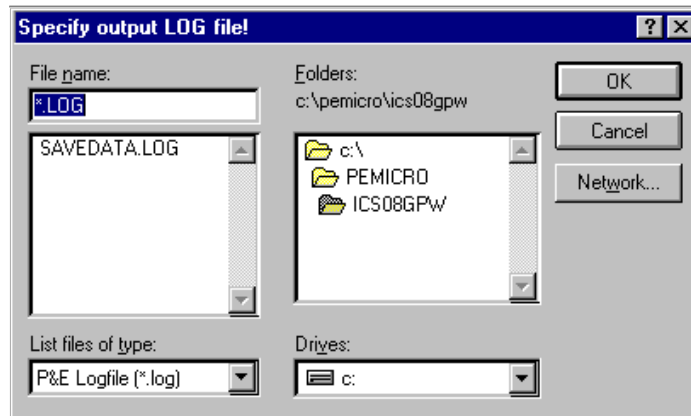 Specify output LOG file!
File name:
*.LOG
SAVEDATA.LOG
List files of type:
P&E Logfile (*.log)
Folders:
c:\pemicro\ics08gpw
c:\
PEMICRO
ICS08GPW
Drives:
c:
OK
Cancel
Network...